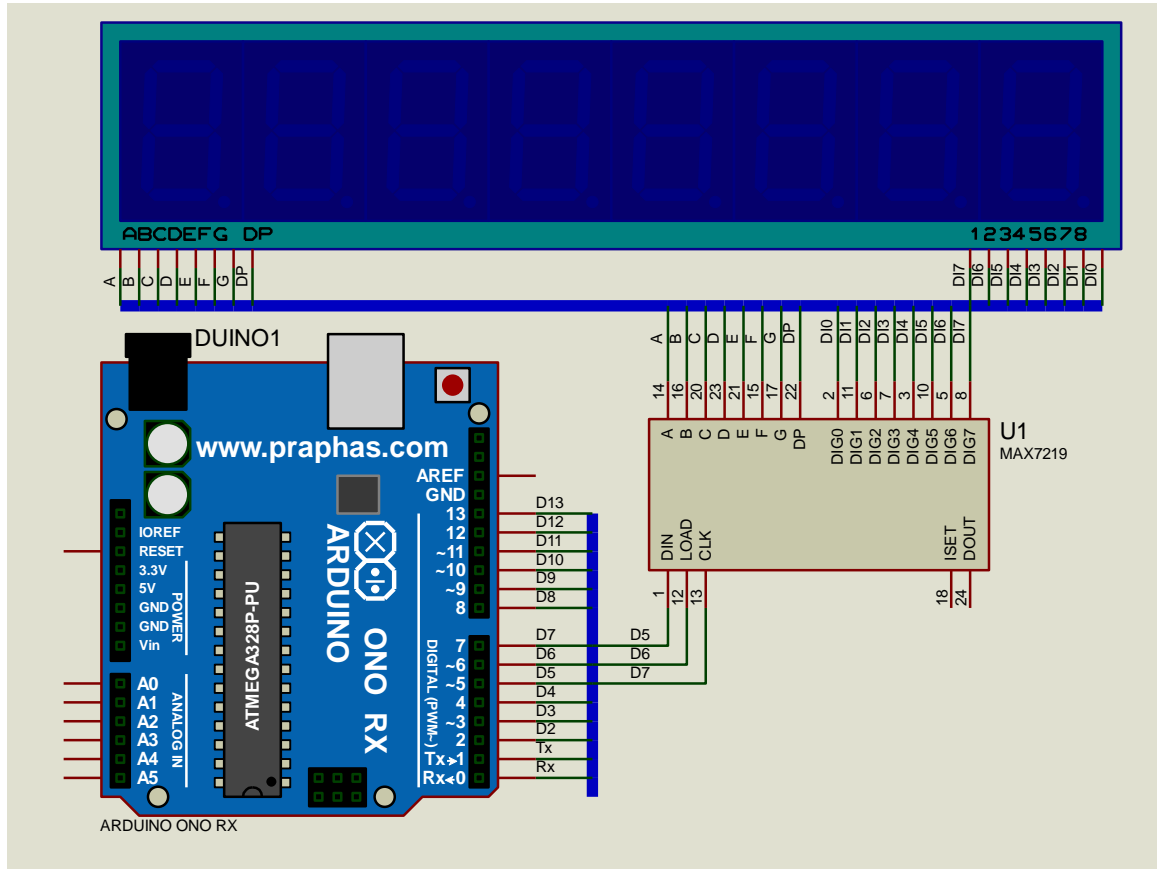 ABCDEFG DP
12345678
A B C D E F G DP
DI7 DI6 DI5 DI4 DI3 DI2 DI1 DI0
DUINO1
A B C D E F G DP
DI0 DI1 DI2 DI3 DI4 DI5 DI6 DI7
14 16 20 23 21 15 17 22
2 11 6 7 3 10 5 8
A B C D E F G DP
DIG0 DIG1 DIG2 DIG3 DIG4 DIG5 DIG6 DIG7
U1
MAX7219
DIN LOAD CLK
ISET DOUT
1 12 13
18 24
www.praphas.com
AREF
GND
13
12
~11
~10
~9
8
7
~6
~5
4
~3
2
Tx 1
Rx 0
DIGITAL (PWM~)
D13
D12
D11
D10
D9
D8
D7
D6
D5
D4
D3
D2
Tx
Rx
D5
D6
D7
IOREF
RESET
3.3V
5V
GND
GND
Vin
POWER
A0
A1
A2
A3
A4
A5
ANALOG IN
ATMEGA328P-PU
ARDUINO
ONO RX
ARDUINO ONO RX